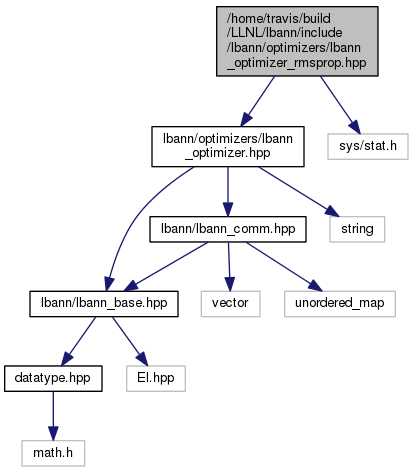 /home/travis/build
/LLNL/lbann/include
/lbann/optimizers/lbann
_optimizer_rmsprop.hpp
lbann/optimizers/lbann
_optimizer.hpp
sys/stat.h
lbann/lbann_comm.hpp
string
lbann/lbann_base.hpp
vector
unordered_map
datatype.hpp
El.hpp
math.h